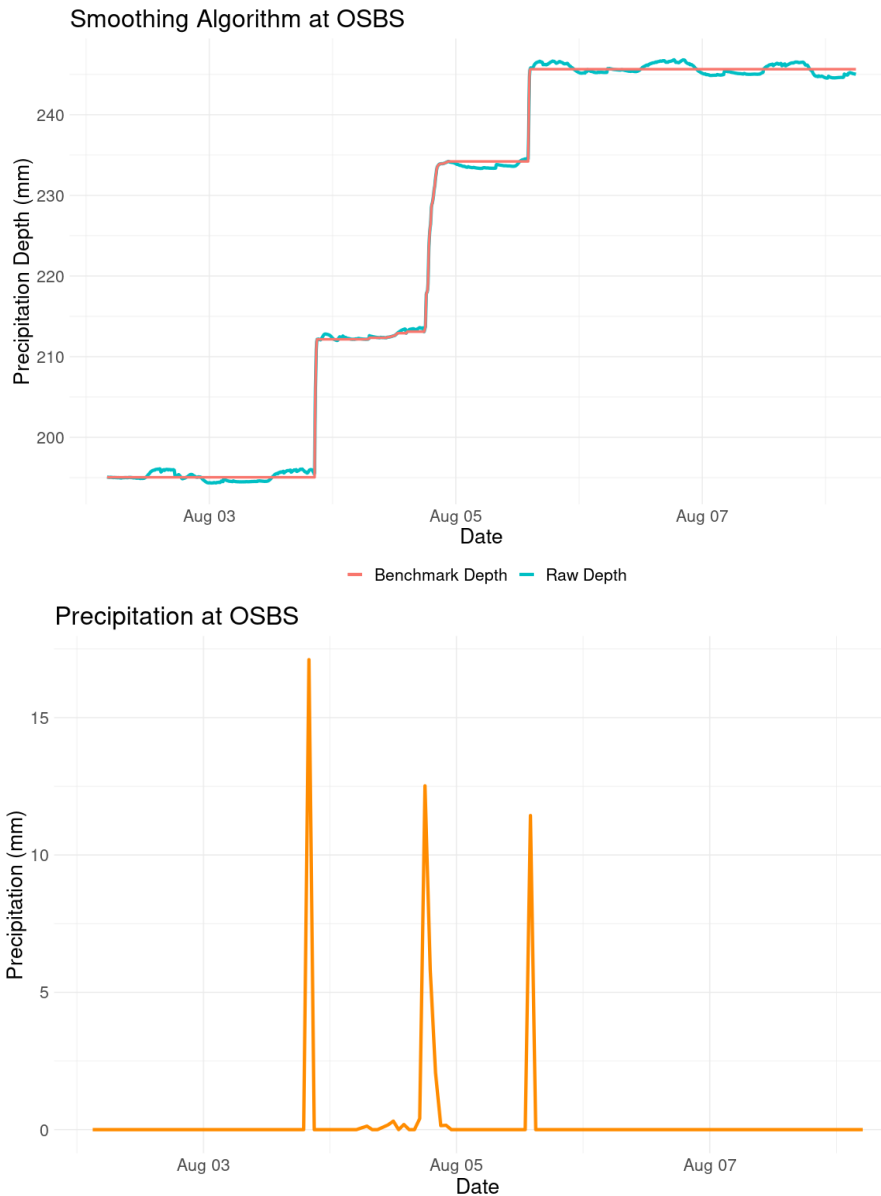 Smoothing Algorithm at OSBS
Precipitation Depth (mm)
240
230
220
210
200
Aug 03 Aug 05 Aug 07
Date
Benchmark Depth Raw Depth
Precipitation at OSBS
Precipitation (mm)
15
10
5
0
Aug 03 Aug 05 Aug 07
Date